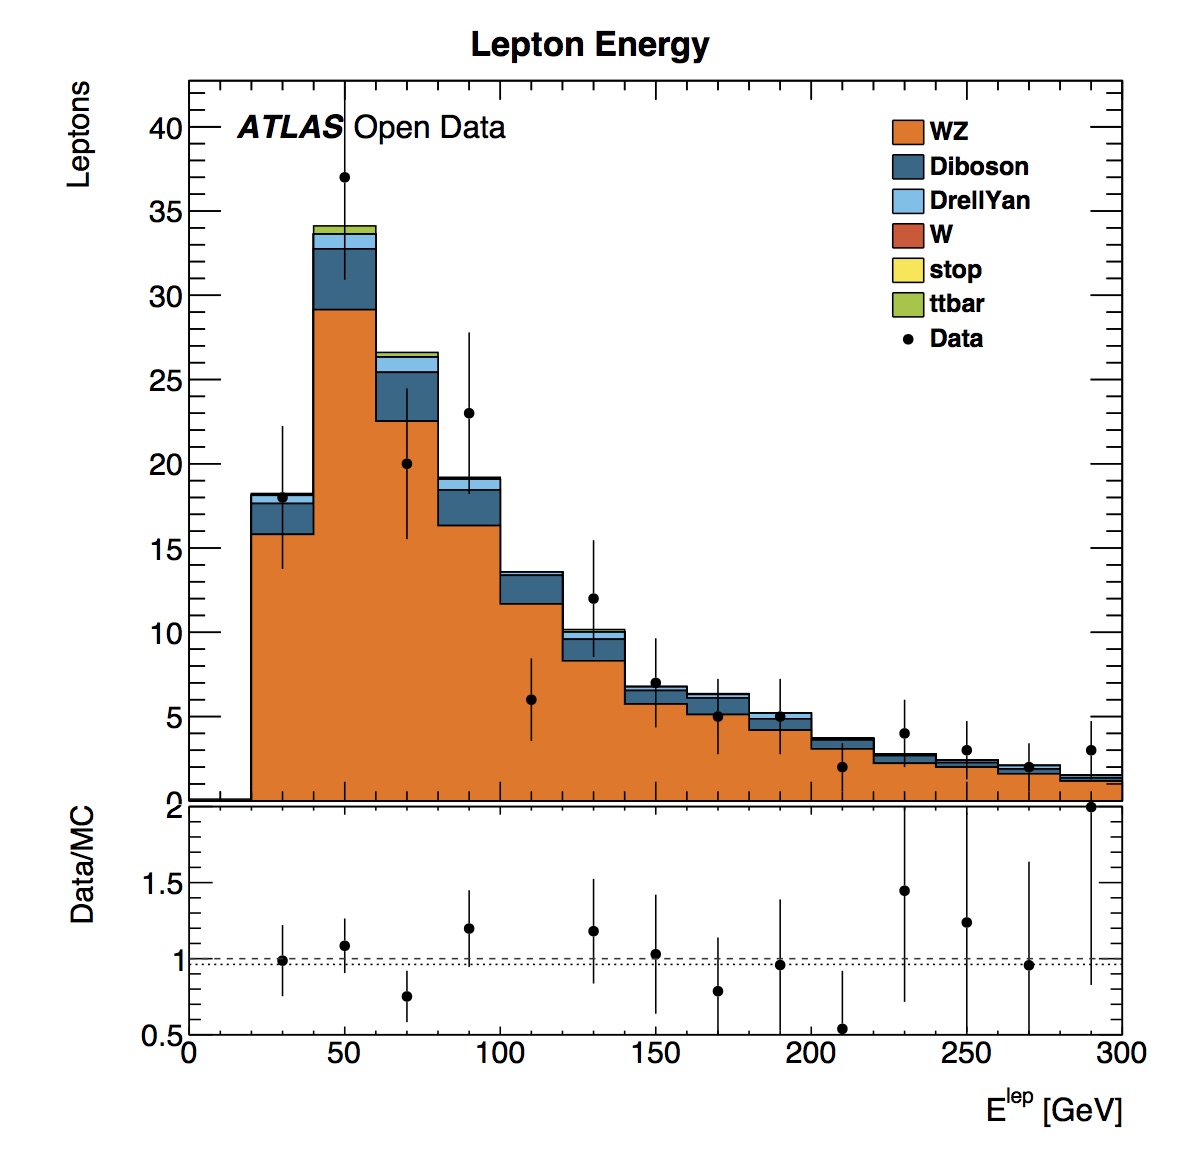 Lepton Energy
Leptons
ATLAS Open Data
WZ
Diboson
DrellYan
W
stop
ttbar
Data
40
35
30
25
20
15
10
5
0
Data/MC
2
1.5
1
0.5
0 50 100 150 200 250 300
E^lep [GeV]